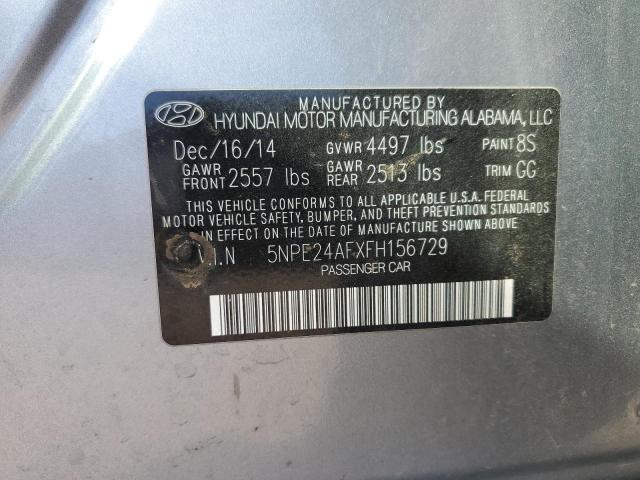 MANUFACTURED BY
HYUNDAI MOTOR MANUFACTURING ALABAMA, LLC
Dec/16/14 GVWR 4497 lbs PAINT 8S
GAWR FRONT 2557 lbs GAWR REAR 2513 lbs TRIM GG
THIS VEHICLE CONFORMS TO ALL APPLICABLE U.S.A. FEDERAL
MOTOR VEHICLE SAFETY, BUMPER, AND THEFT PREVENTION STANDARDS
IN EFFECT ON THE DATE OF MANUFACTURE SHOWN ABOVE
V.I.N 5NPE24AFXFH156729
PASSENGER CAR